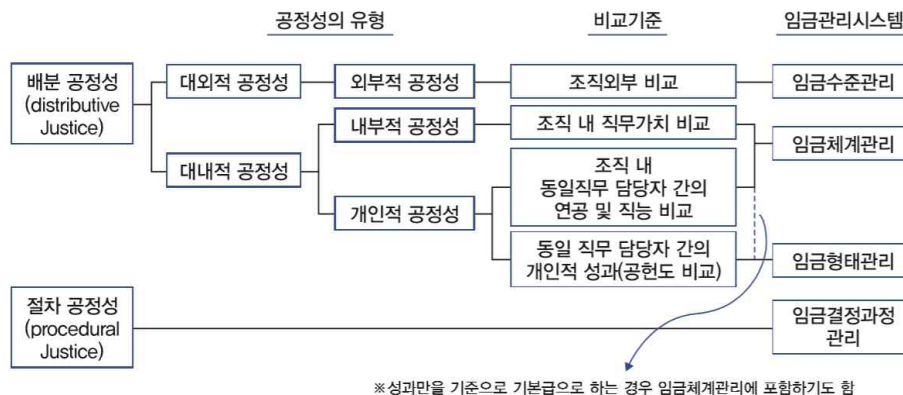 공정성의 유형
비교기준
임금관리시스템
배분 공정성
(distributive
Justice)
대외적 공정성
외부적 공정성
조직외부 비교
임금수준관리
내부적 공정성
조직 내 직무가치 비교
임금체계관리
대내적 공정성
개인적 공정성
조직 내
동일직무 담당자 간의
연공 및 직능 비교
동일 직무 담당자 간의
개인적 성과(공헌도 비교)
임금형태관리
절차 공정성
(procedural
Justice)
임금결정과정
관리
※성과만을 기준으로 기본급으로 하는 경우 임금체계관리에 포함하기도 함